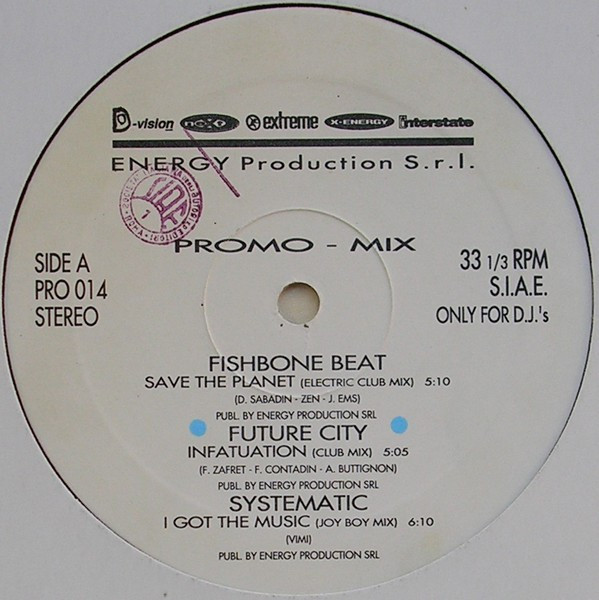 D-vision next extreme X-ENERGY interstate
ENERGY Production S.r.l.
PROMO - MIX
SIDE A
PRO 014
STEREO
33 1/3 RPM
S.I.A.E.
ONLY FOR D.J.'s
FISHBONE BEAT
SAVE THE PLANET (ELECTRIC CLUB MIX) 5:10
(D. SABADIN - ZEN - J. EMS)
PUBL. BY ENERGY PRODUCTION SRL
FUTURE CITY
INFATUATION (CLUB MIX) 5:05
(F. ZAFRET - F. CONTADIN - A. BUTTIGNON)
PUBL. BY ENERGY PRODUCTION SRL
SYSTEMATIC
I GOT THE MUSIC (JOY BOY MIX) 6:10
(VIMI)
PUBL. BY ENERGY PRODUCTION SRL